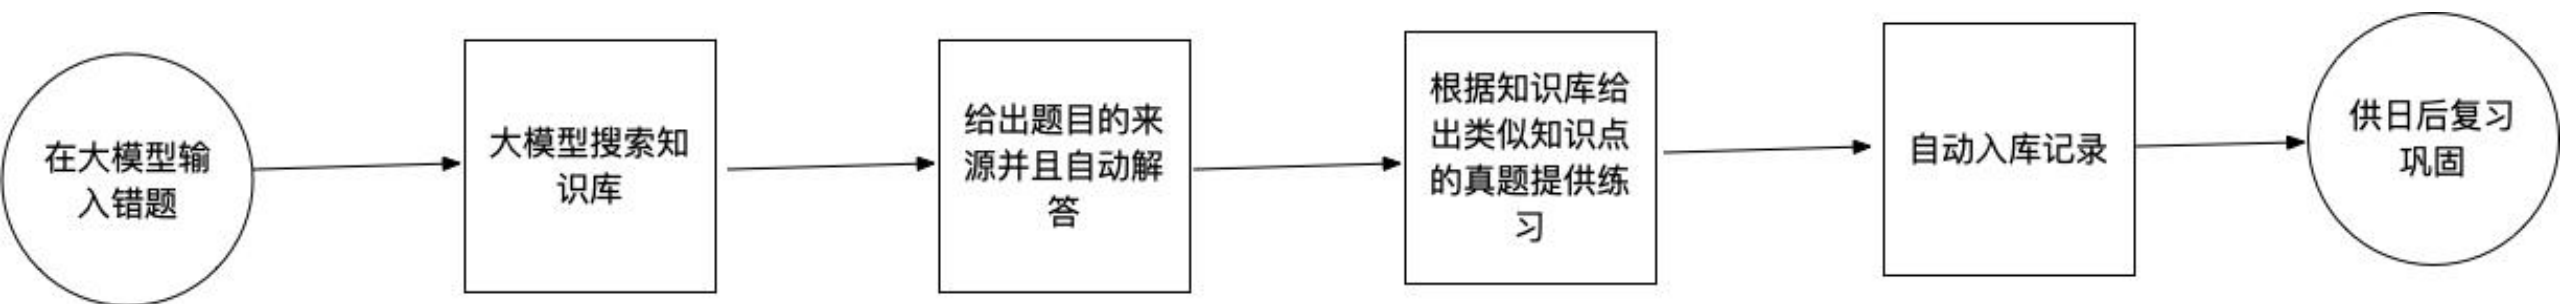 在大模型输
入错题
大模型搜索知
识库
给出题目的来
源并且自动解
答
根据知识库给
出类似知识点
的真题提供练
习
自动入库记录
供日后复习
巩固